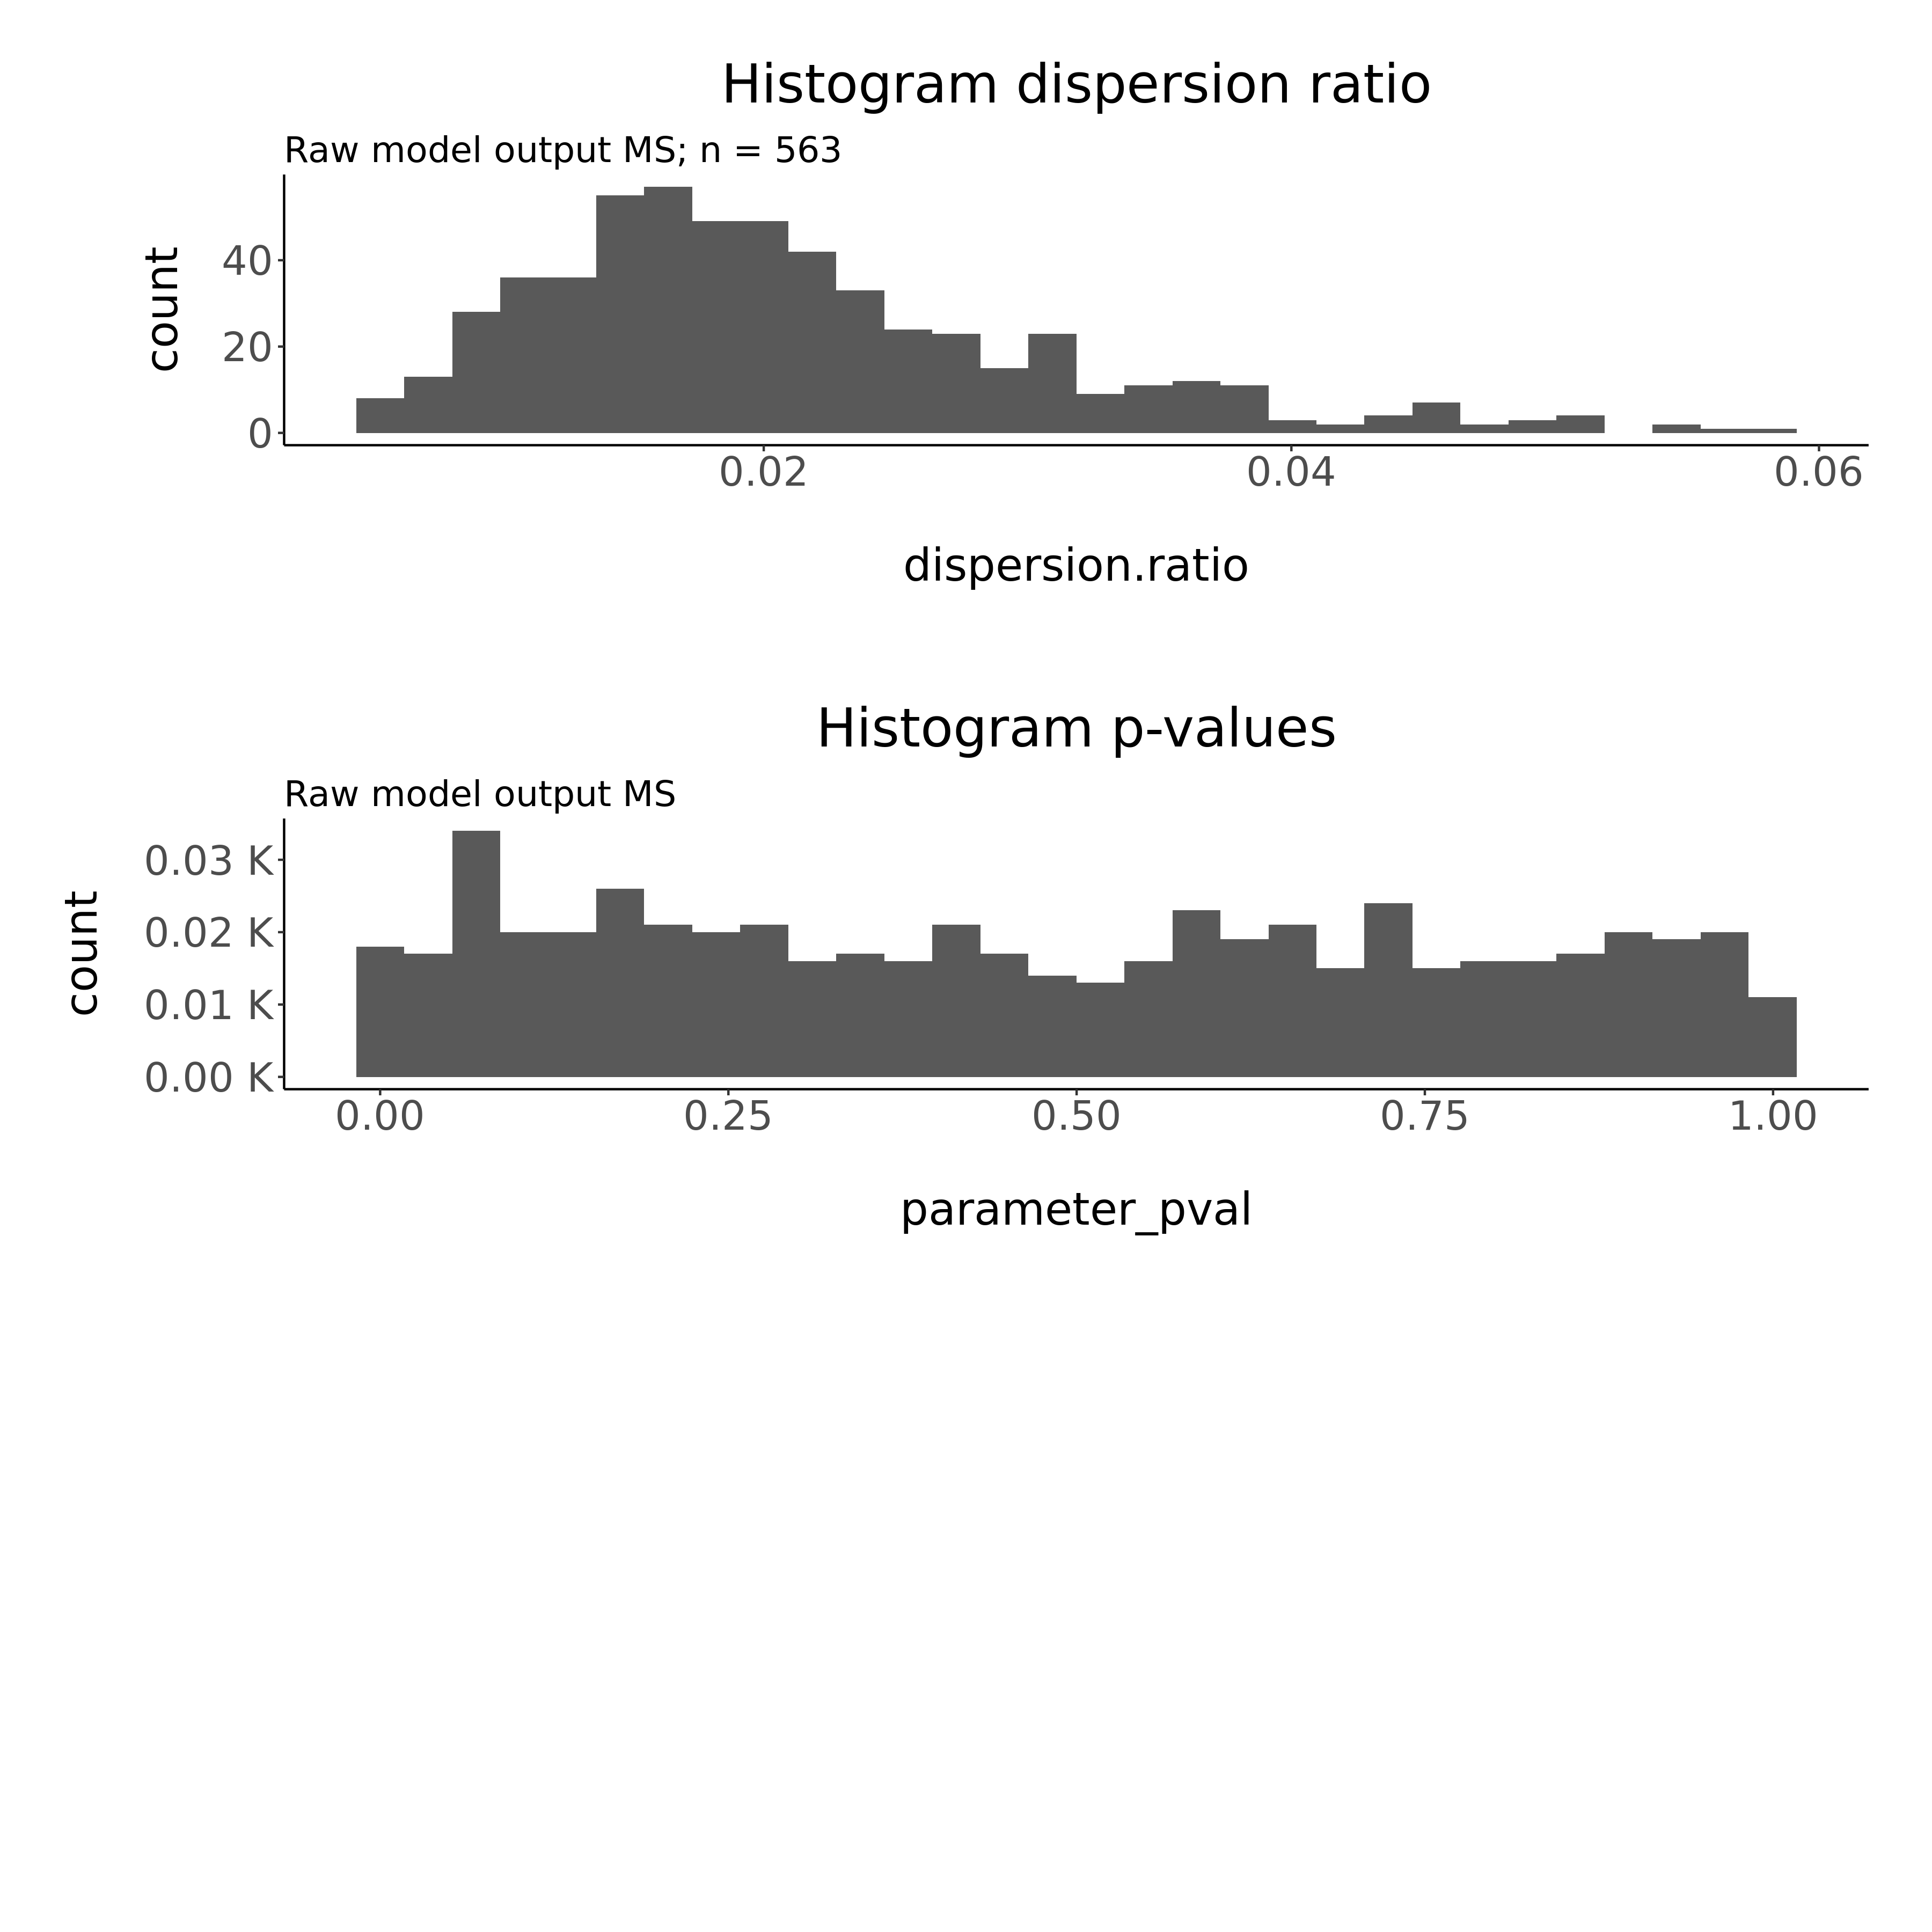 Histogram dispersion ratio
Raw model output MS; n = 563
count
40
20
0
0.02 0.04 0.06
dispersion.ratio
Histogram p-values
Raw model output MS
count
0.03 K
0.02 K
0.01 K
0.00 K
0.00 0.25 0.50 0.75 1.00
parameter_pval